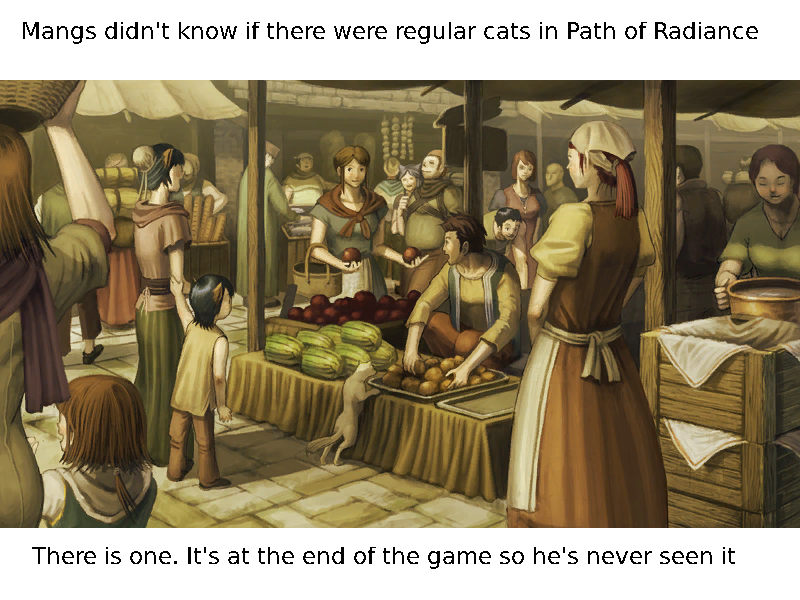 Mangs didn't know if there were regular cats in Path of Radiance
There is one. It's at the end of the game so he's never seen it